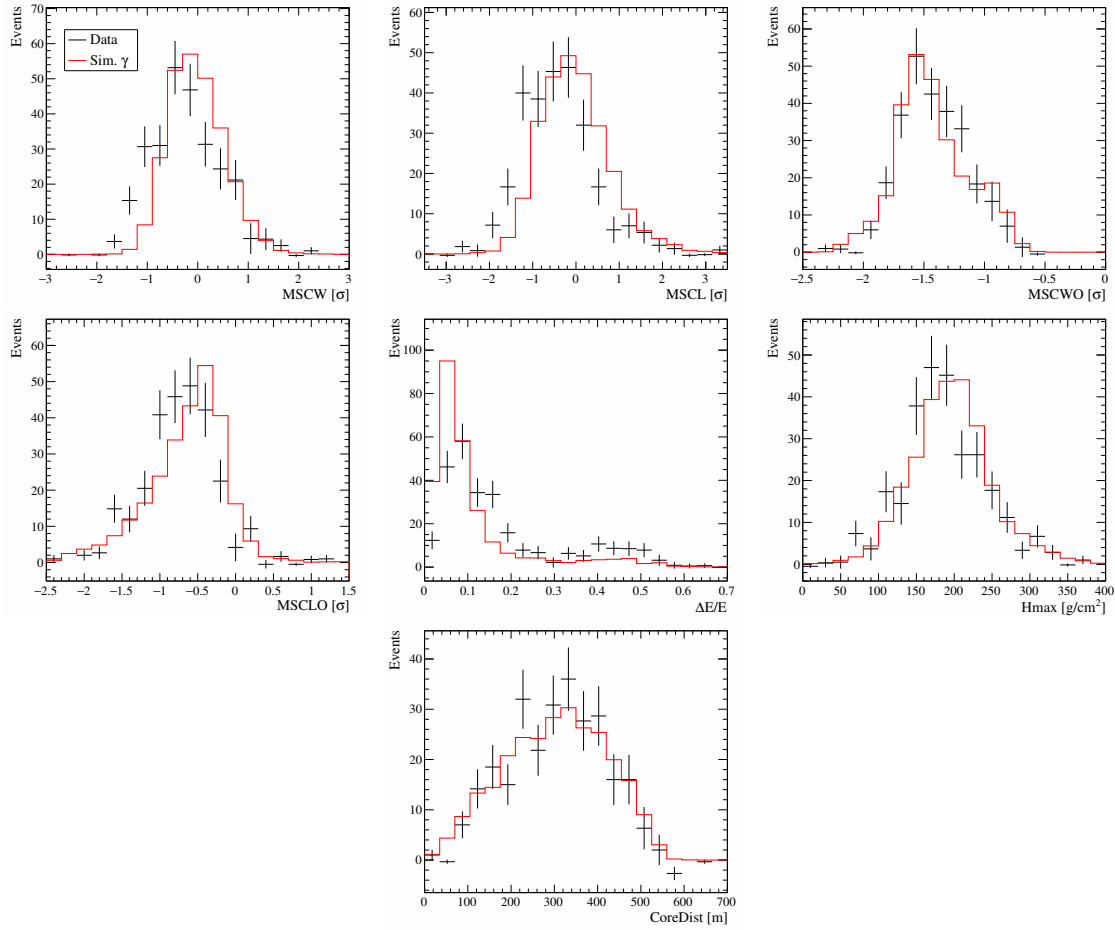 Events
70
60
50
40
30
20
10
0
Data
Sim. γ
−3 −2 −1 0 1 2 3
MSCW [σ]
Events
60
50
40
30
20
10
0
−3 −2 −1 0 1 2 3
MSCL [σ]
Events
60
50
40
30
20
10
0
−2.5 −2 −1.5 −1 −0.5 0
MSCWO [σ]
Events
60
50
40
30
20
10
0
−2.5 −2 −1.5 −1 −0.5 0 0.5 1 1.5
MSCLO [σ]
Events
100
80
60
40
20
0
0 0.1 0.2 0.3 0.4 0.5 0.6 0.7
ΔE/E
Events
50
40
30
20
10
0
0 50 100 150 200 250 300 350 400
Hmax [g/cm²]
Events
40
30
20
10
0
0 100 200 300 400 500 600 700
CoreDist [m]